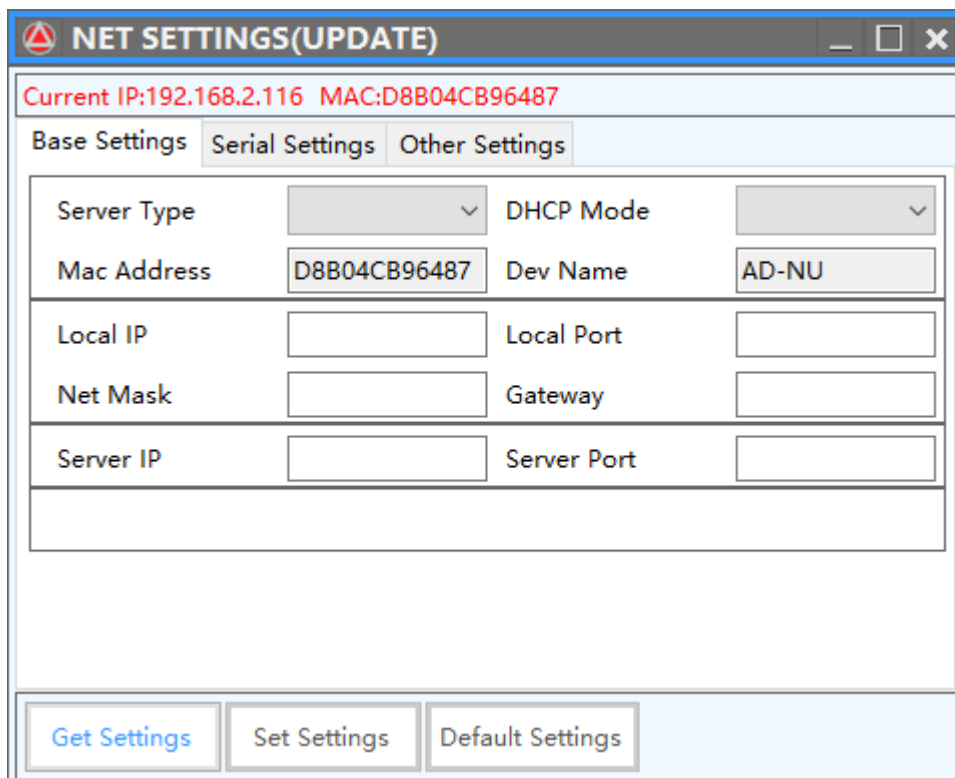 NET SETTINGS(UPDATE)
Current IP:192.168.2.116 MAC:D8B04CB96487
Base Settings Serial Settings Other Settings
Server Type DHCP Mode
Mac Address D8B04CB96487 Dev Name AD-NU
Local IP Local Port
Net Mask Gateway
Server IP Server Port
Get Settings Set Settings Default Settings